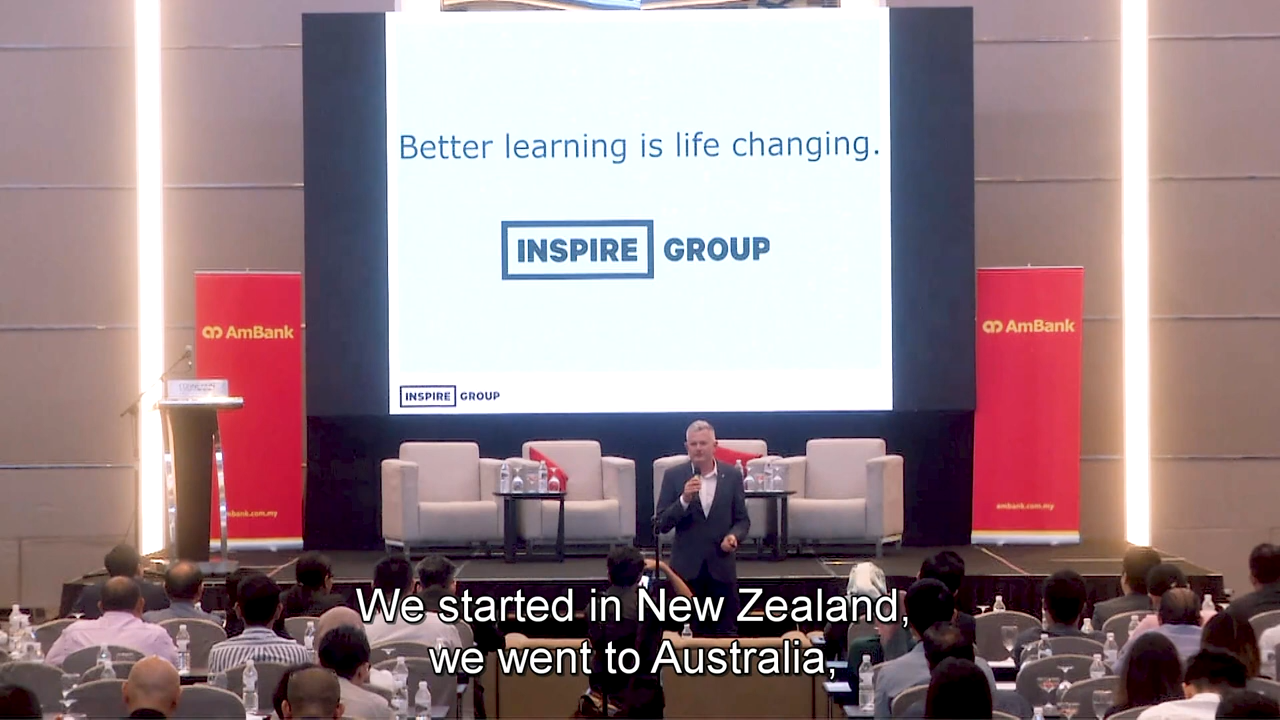 Better learning is life changing.
INSPIRE GROUP
INSPIRE GROUP
AmBank
AmBank
ambank.com.my
ambank.com.my
We started in New Zealand,
we went to Australia,